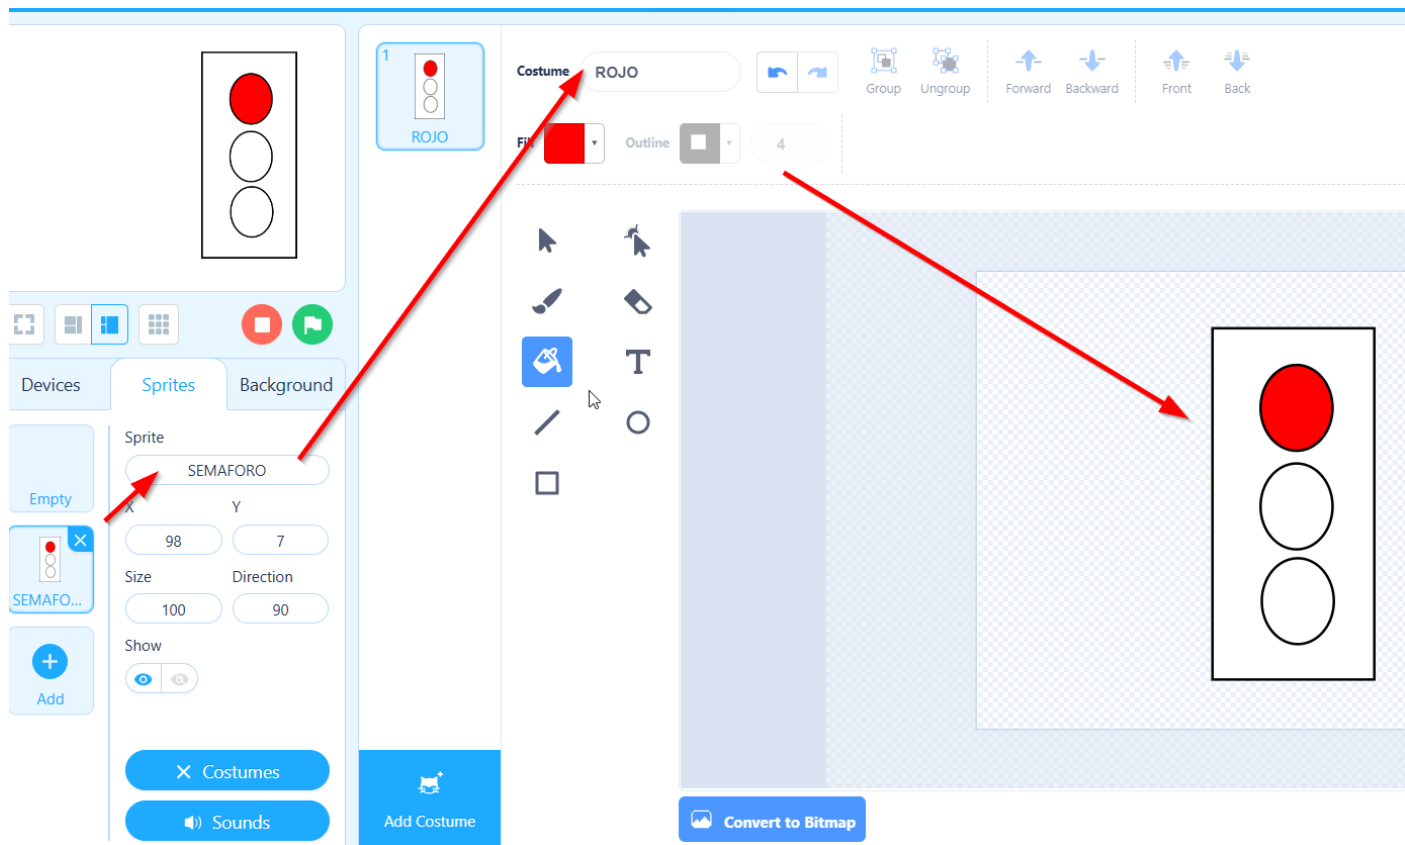 1
ROJO
Costume
ROJO
Group
Ungroup
Forward
Backward
Front
Back
Fill
Outline
4
Devices
Sprites
Background
Empty
SEMAFO...
Add
Sprite
SEMAFORO
X
Y
98
7
Size
Direction
100
90
Show
Costumes
Sounds
Add Costume
T
Convert to Bitmap